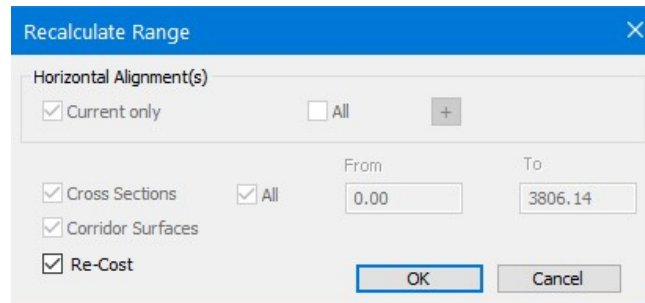 Recalculate Range
Horizontal Alignment(s)
Current only All +
From To
Cross Sections All 0.00 3806.14
Corridor Surfaces
Re-Cost
OK Cancel